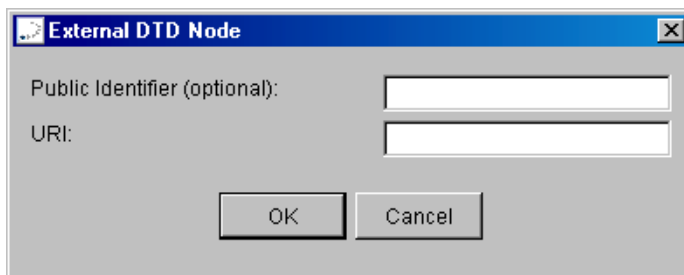 External DTD Node
Public Identifier (optional):
URI:
OK Cancel